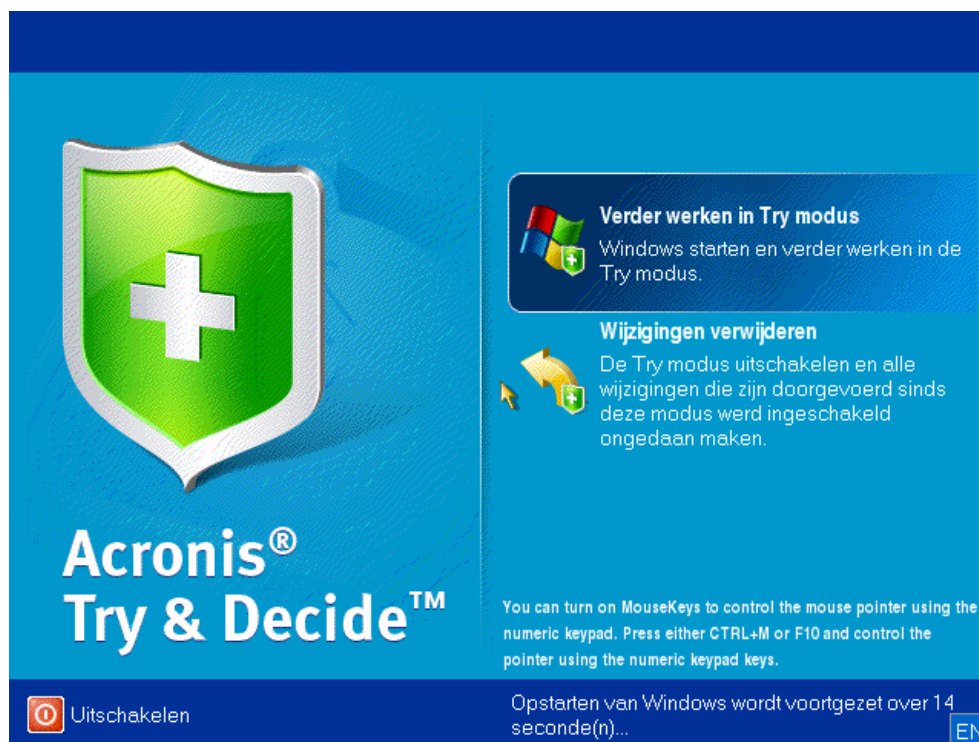 Verder werken in Try modus
Windows starten en verder werken in de
Try modus.
Wijzigingen verwijderen
De Try modus uitschakelen en alle
wijzigingen die zijn doorgevoerd sinds
deze modus werd ingeschakeld
ongedaan maken.
Acronis®
Try & Decide™
You can turn on MouseKeys to control the mouse pointer using the
numeric keypad. Press either CTRL+M or F10 and control the
pointer using the numeric keypad keys.
Uitschakelen
Opstarten van Windows wordt voortgezet over 14
seconde(n)...
EN